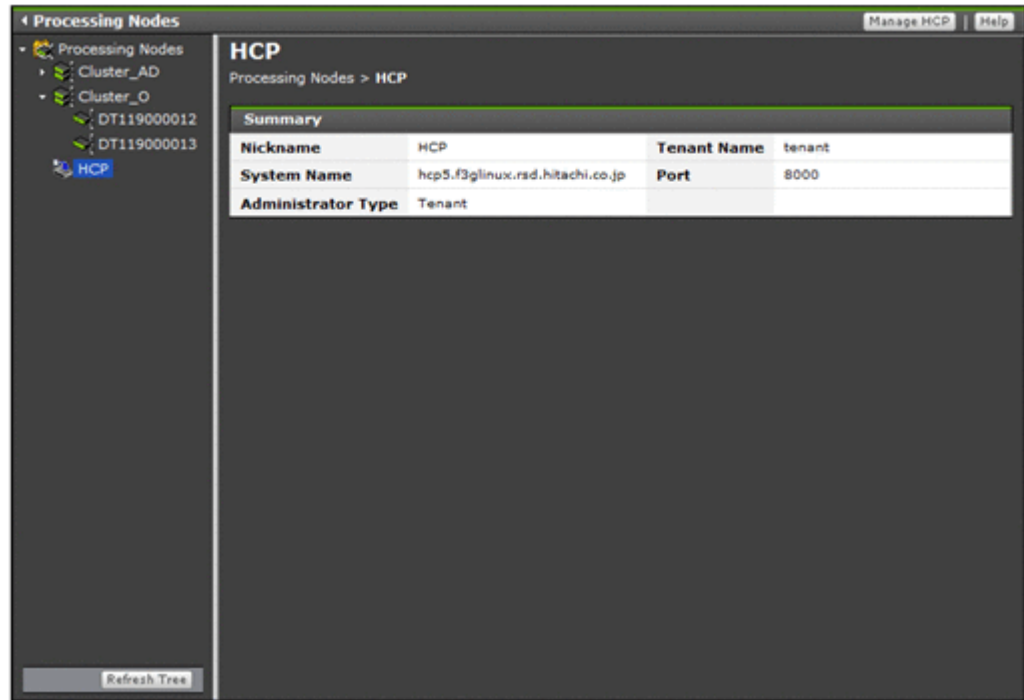 Processing Nodes
Manage HCP | Help
Processing Nodes
Cluster_AD
Cluster_O
DT119000012
DT119000013
HCP
HCP
Processing Nodes > HCP
Summary
Nickname HCP Tenant Name tenant
System Name hcp5.f3glinux.rsd.hitachi.co.jp Port 8000
Administrator Type Tenant
Refresh Tree